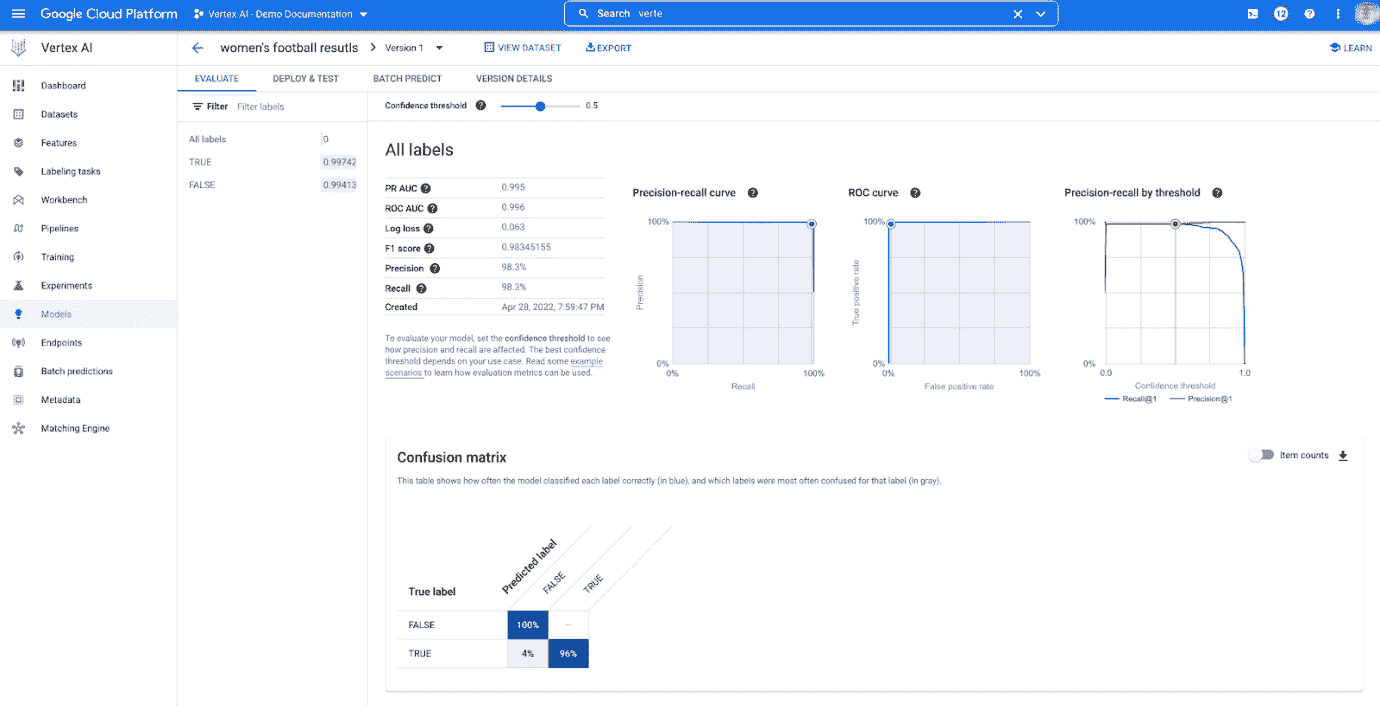 Google Cloud Platform
Vertex AI - Demo Documentation
Search verte
12
Vertex AI
women's football resutls
Version 1
VIEW DATASET
EXPORT
LEARN
Dashboard
Datasets
Features
Labeling tasks
Workbench
Pipelines
Training
Experiments
Models
Endpoints
Batch predictions
Metadata
Matching Engine
EVALUATE
DEPLOY & TEST
BATCH PREDICT
VERSION DETAILS
Filter Filter labels
All labels 0
TRUE 0.99742
FALSE 0.99413
Confidence threshold 0.5
All labels
PR AUC 0.995
ROC AUC 0.996
Log loss 0.063
F1 score 0.98345155
Precision 98.3%
Recall 98.3%
Created Apr 28, 2022, 7:59:47 PM
To evaluate your model, set the confidence threshold to see
how precision and recall are affected. The best confidence
threshold depends on your use case. Read some example
scenarios to learn how evaluation metrics can be used.
Precision-recall curve
100%
Precision
0%
0% 100%
Recall
ROC curve
100%
True positive rate
0%
0% 100%
False positive rate
Precision-recall by threshold
100%
0%
0.0 1.0
Confidence threshold
Recall@1 Precision@1
Confusion matrix
Item counts
This table shows how often the model classified each label correctly (in blue), and which labels were most often confused for that label (in gray).
Predicted label
FALSE
TRUE
True label
FALSE 100% –
TRUE 4% 96%